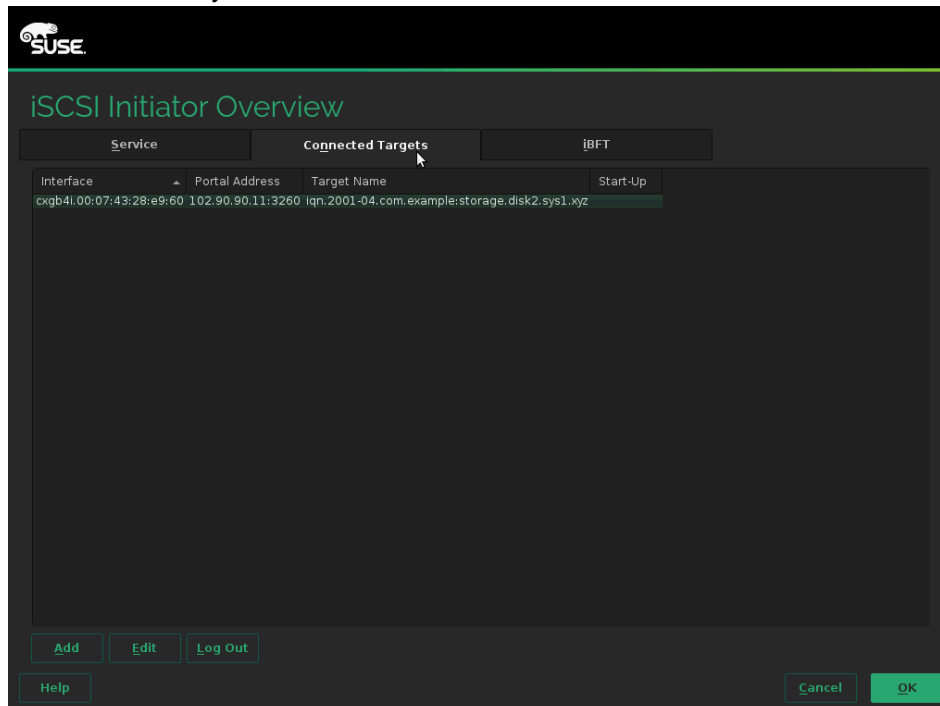 SUSE.
iSCSI Initiator Overview
Service Connected Targets iBFT
Interface Portal Address Target Name Start-Up
cxgb4i.00:07:43:28:e9:60 102.90.90.11:3260 iqn.2001-04.com.example:storage.disk2.sys1.xyz
Add Edit Log Out
Help Cancel OK